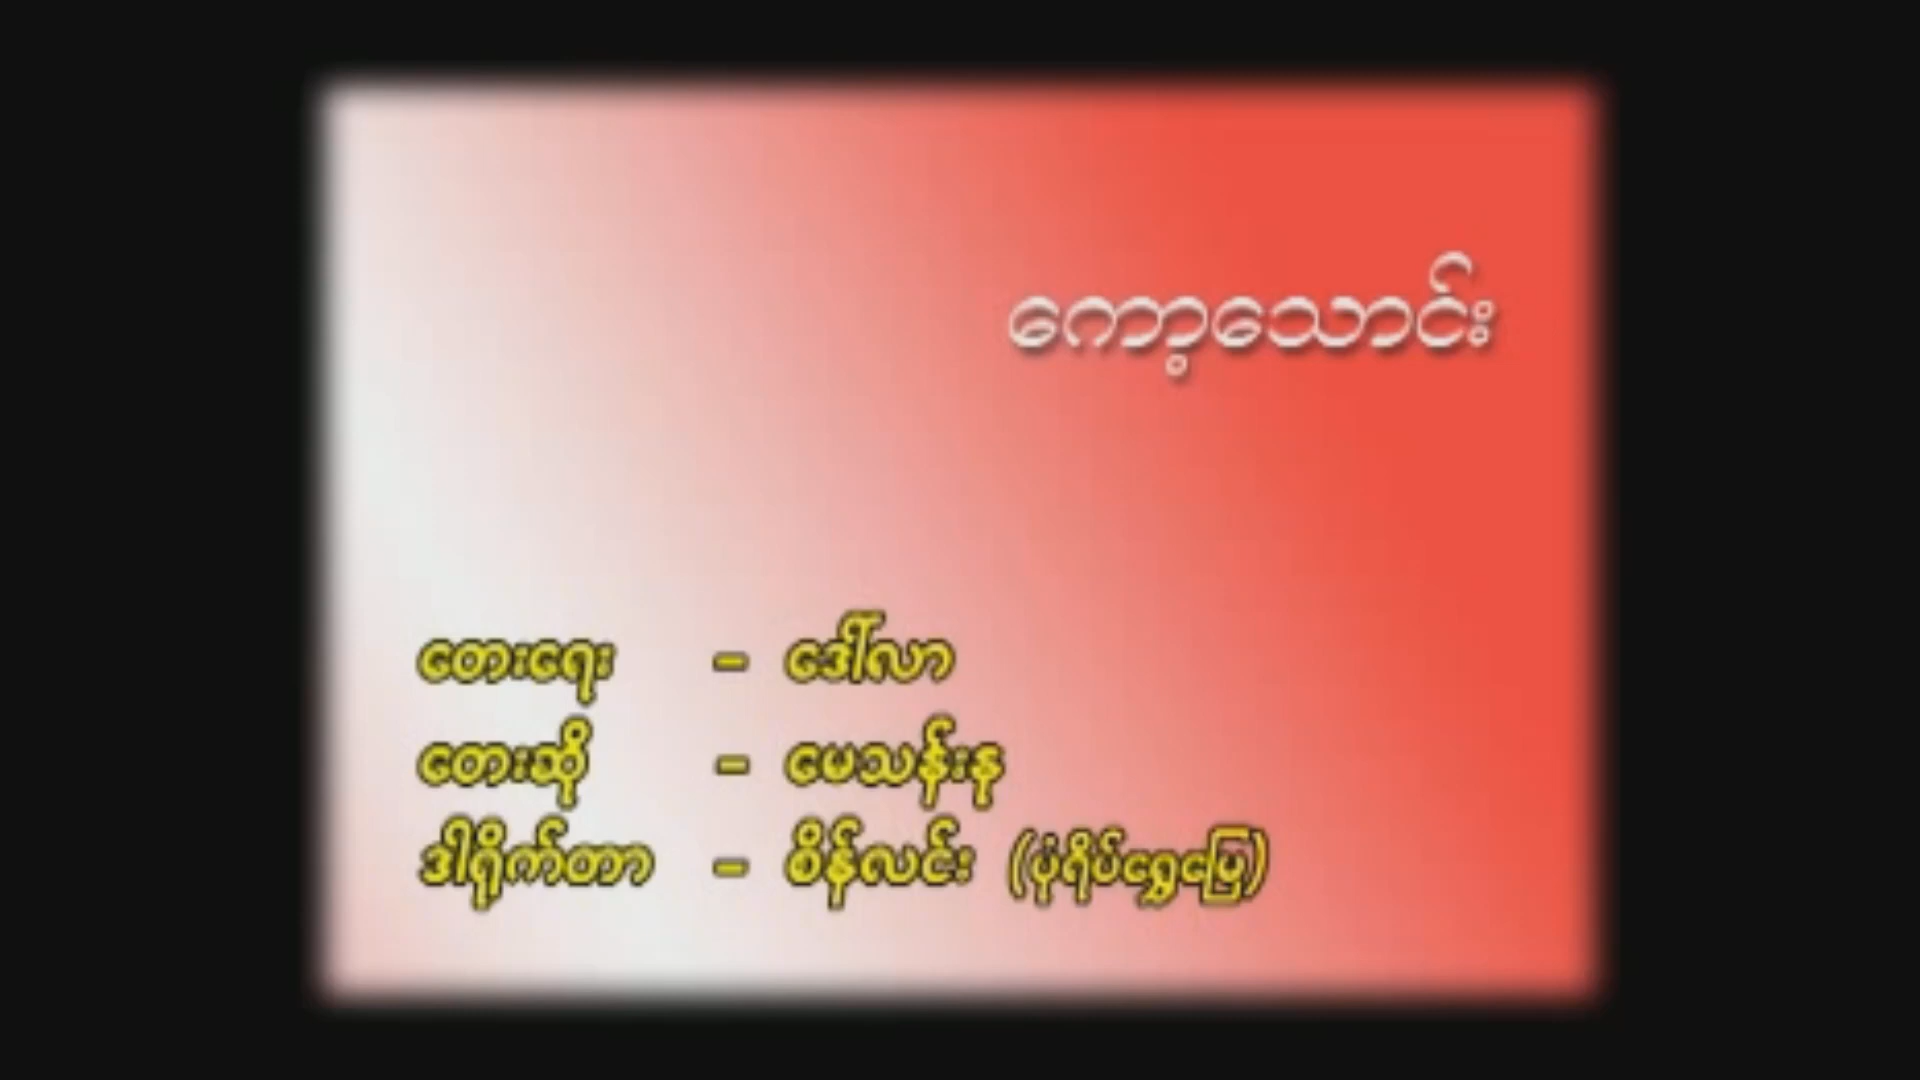 ကော့သောင်း
တေးရေး - ဒေါ်လာ
တေးဆို - မေသန်းနု
ဒါရိုက်တာ - စိန်လင်း (ပုံရိပ်ရွှေပြေ)